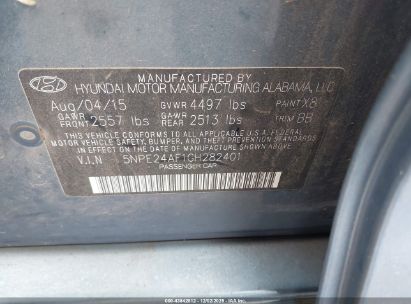 MANUFACTURED BY
HYUNDAI MOTOR MANUFACTURING ALABAMA, LLC
Aug/04/15 GVWR 4497 lbs PAINT X8
GAWR FRONT 2557 lbs GAWR REAR 2513 lbs TRIM BB
THIS VEHICLE CONFORMS TO ALL APPLICABLE U.S. FEDERAL
MOTOR VEHICLE SAFETY, BUMPER, AND THEFT PREVENTION STANDARDS
IN EFFECT ON THE DATE OF MANUFACTURE SHOWN ABOVE.
V.I.N 5NPE24AF1GH282401
PASSENGER CAR